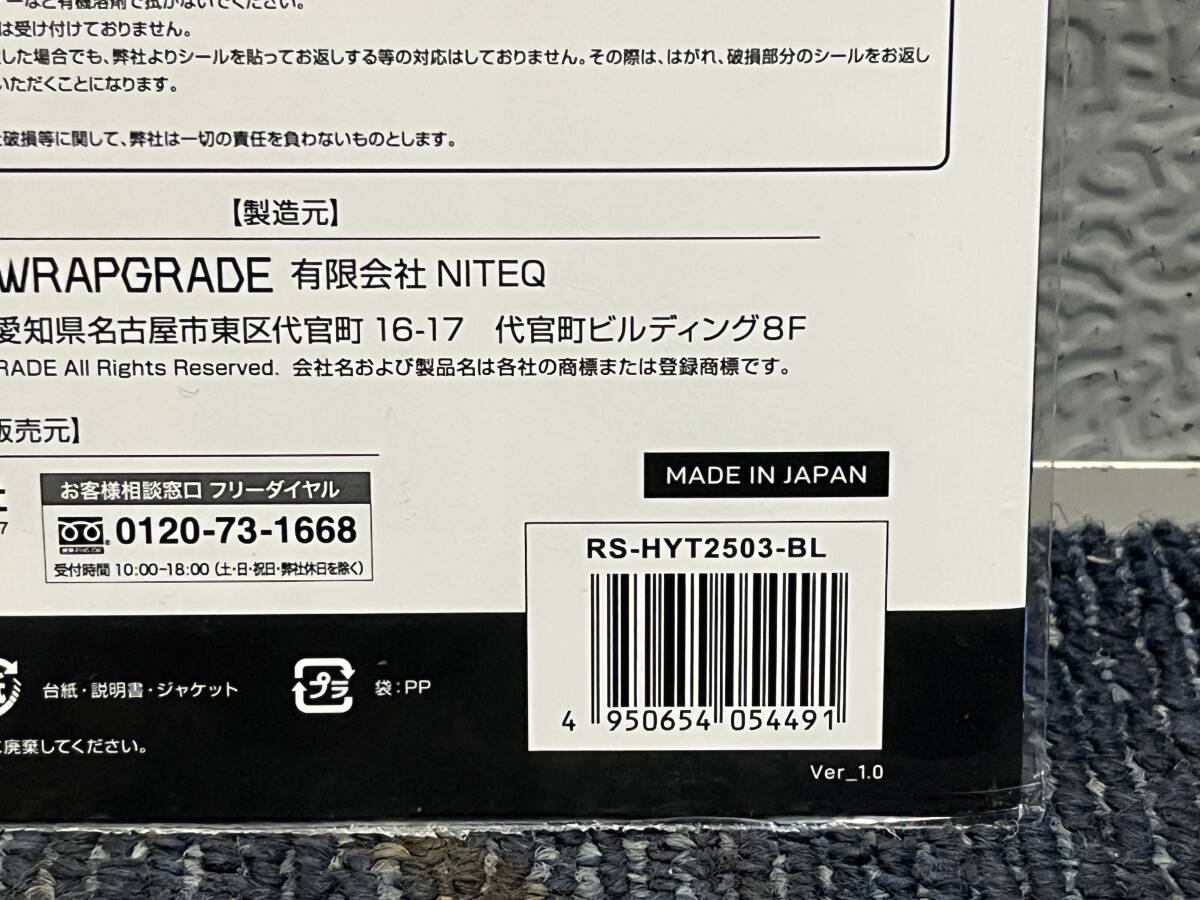 ーなど有機溶剤で拭かないでください。
は受け付けておりません。
した場合でも、弊社よりシールを貼ってお返しする等の対応はしておりません。その際は、はがれ、破損部分のシールをお返し
いただくことになります。
破損等に関して、弊社は一切の責任を負わないものとします。
【製造元】
WRAPGRADE 有限会社 NITEQ
愛知県名古屋市東区代官町 16-17 代官町ビルディング8F
RADE All Rights Reserved. 会社名および製品名は各社の商標または登録商標です。
販売元】
MADE IN JAPAN
お客様相談窓口 フリーダイヤル
0120-73-1668
受付時間 10:00~18:00 (土・日・祝日・弊社休日を除く)
7
RS-HYT2503-BL
4 950654 054491
台紙・説明書・ジャケット
プラ
袋:PP
廃棄してください。
Ver_1.0